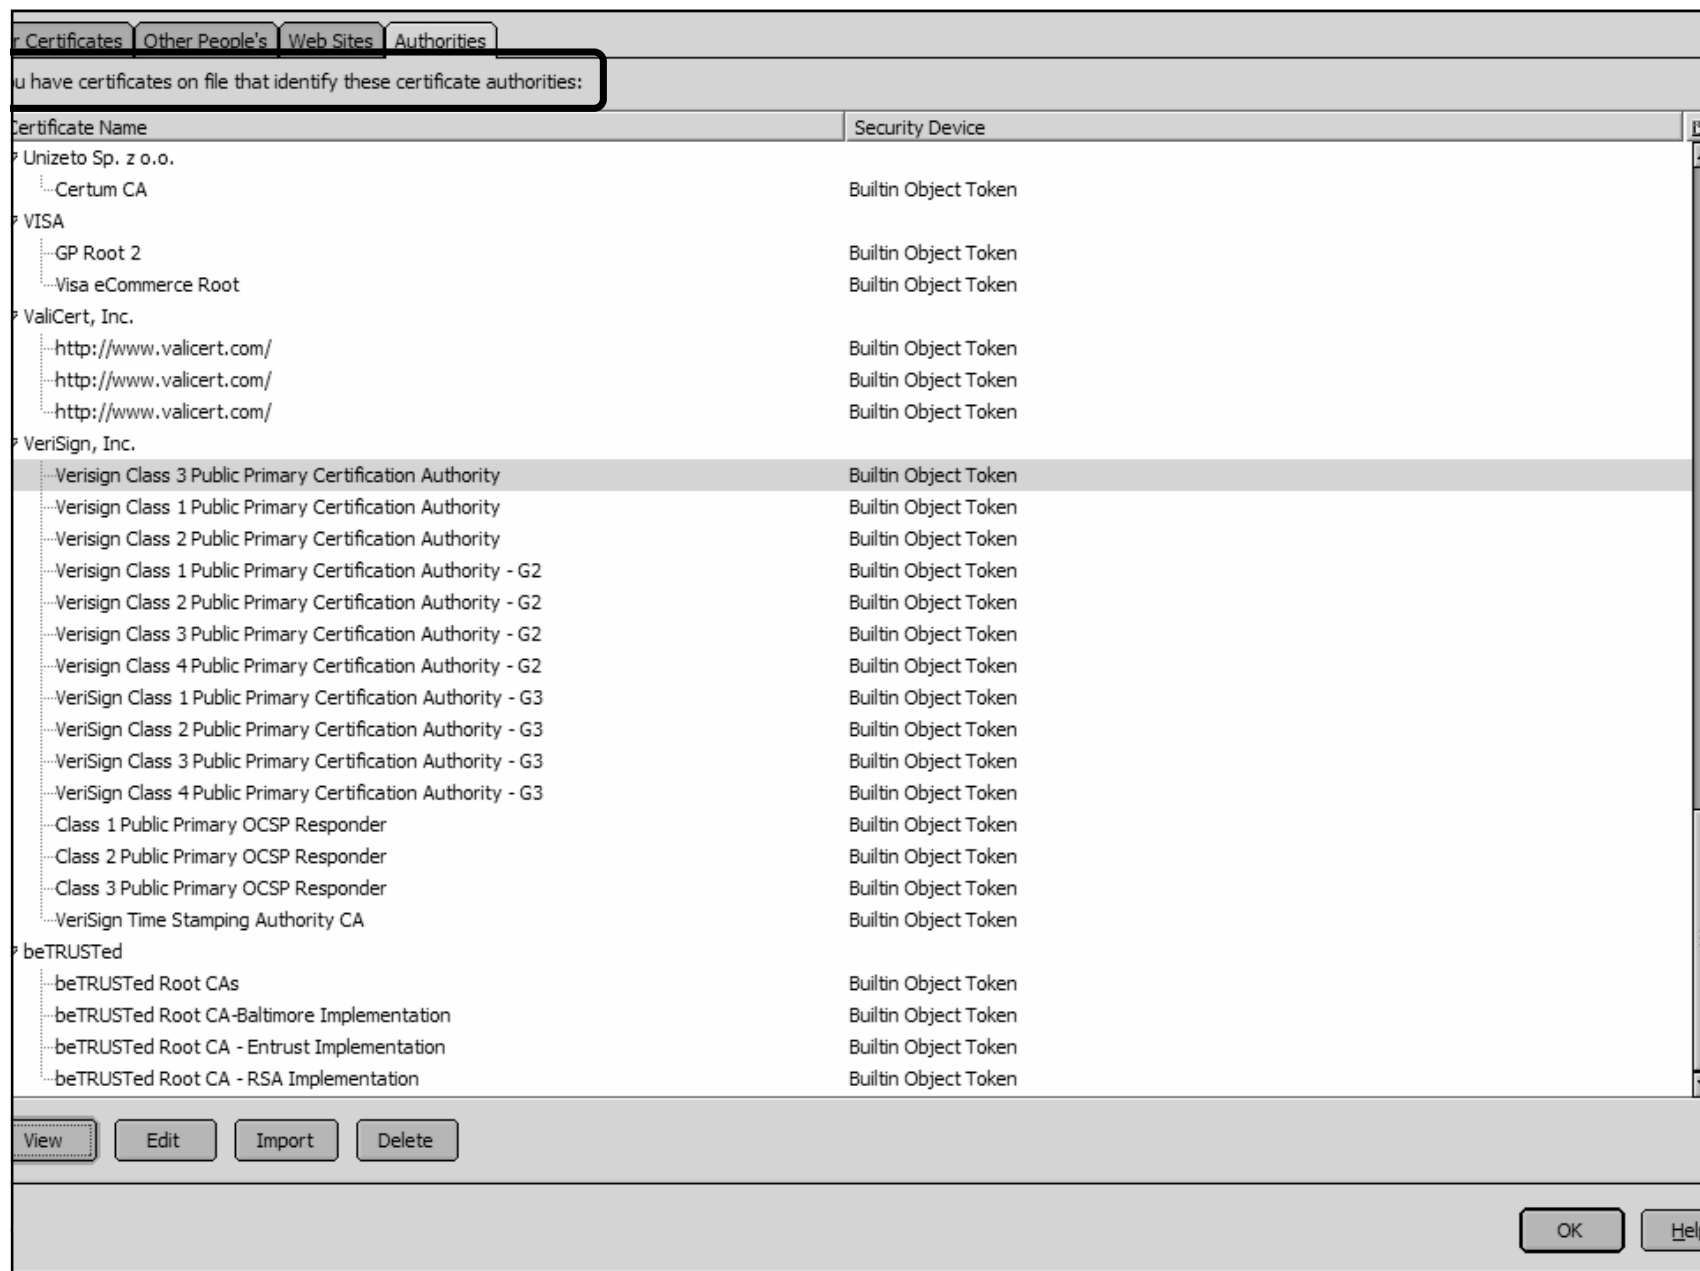 r Certificates Other People's Web Sites Authorities
u have certificates on file that identify these certificate authorities:
Certificate Name Security Device
Unizeto Sp. z o.o.
Certum CA Builtin Object Token
VISA
GP Root 2 Builtin Object Token
Visa eCommerce Root Builtin Object Token
ValiCert, Inc.
http://www.valicert.com/ Builtin Object Token
http://www.valicert.com/ Builtin Object Token
http://www.valicert.com/ Builtin Object Token
VeriSign, Inc.
Verisign Class 3 Public Primary Certification Authority Builtin Object Token
Verisign Class 1 Public Primary Certification Authority Builtin Object Token
Verisign Class 2 Public Primary Certification Authority Builtin Object Token
Verisign Class 1 Public Primary Certification Authority - G2 Builtin Object Token
Verisign Class 2 Public Primary Certification Authority - G2 Builtin Object Token
Verisign Class 3 Public Primary Certification Authority - G2 Builtin Object Token
Verisign Class 4 Public Primary Certification Authority - G2 Builtin Object Token
VeriSign Class 1 Public Primary Certification Authority - G3 Builtin Object Token
VeriSign Class 2 Public Primary Certification Authority - G3 Builtin Object Token
VeriSign Class 3 Public Primary Certification Authority - G3 Builtin Object Token
VeriSign Class 4 Public Primary Certification Authority - G3 Builtin Object Token
Class 1 Public Primary OCSP Responder Builtin Object Token
Class 2 Public Primary OCSP Responder Builtin Object Token
Class 3 Public Primary OCSP Responder Builtin Object Token
VeriSign Time Stamping Authority CA Builtin Object Token
beTRUSTed
beTRUSTed Root CAs Builtin Object Token
beTRUSTed Root CA-Baltimore Implementation Builtin Object Token
beTRUSTed Root CA - Entrust Implementation Builtin Object Token
beTRUSTed Root CA - RSA Implementation Builtin Object Token
View Edit Import Delete
OK Hel